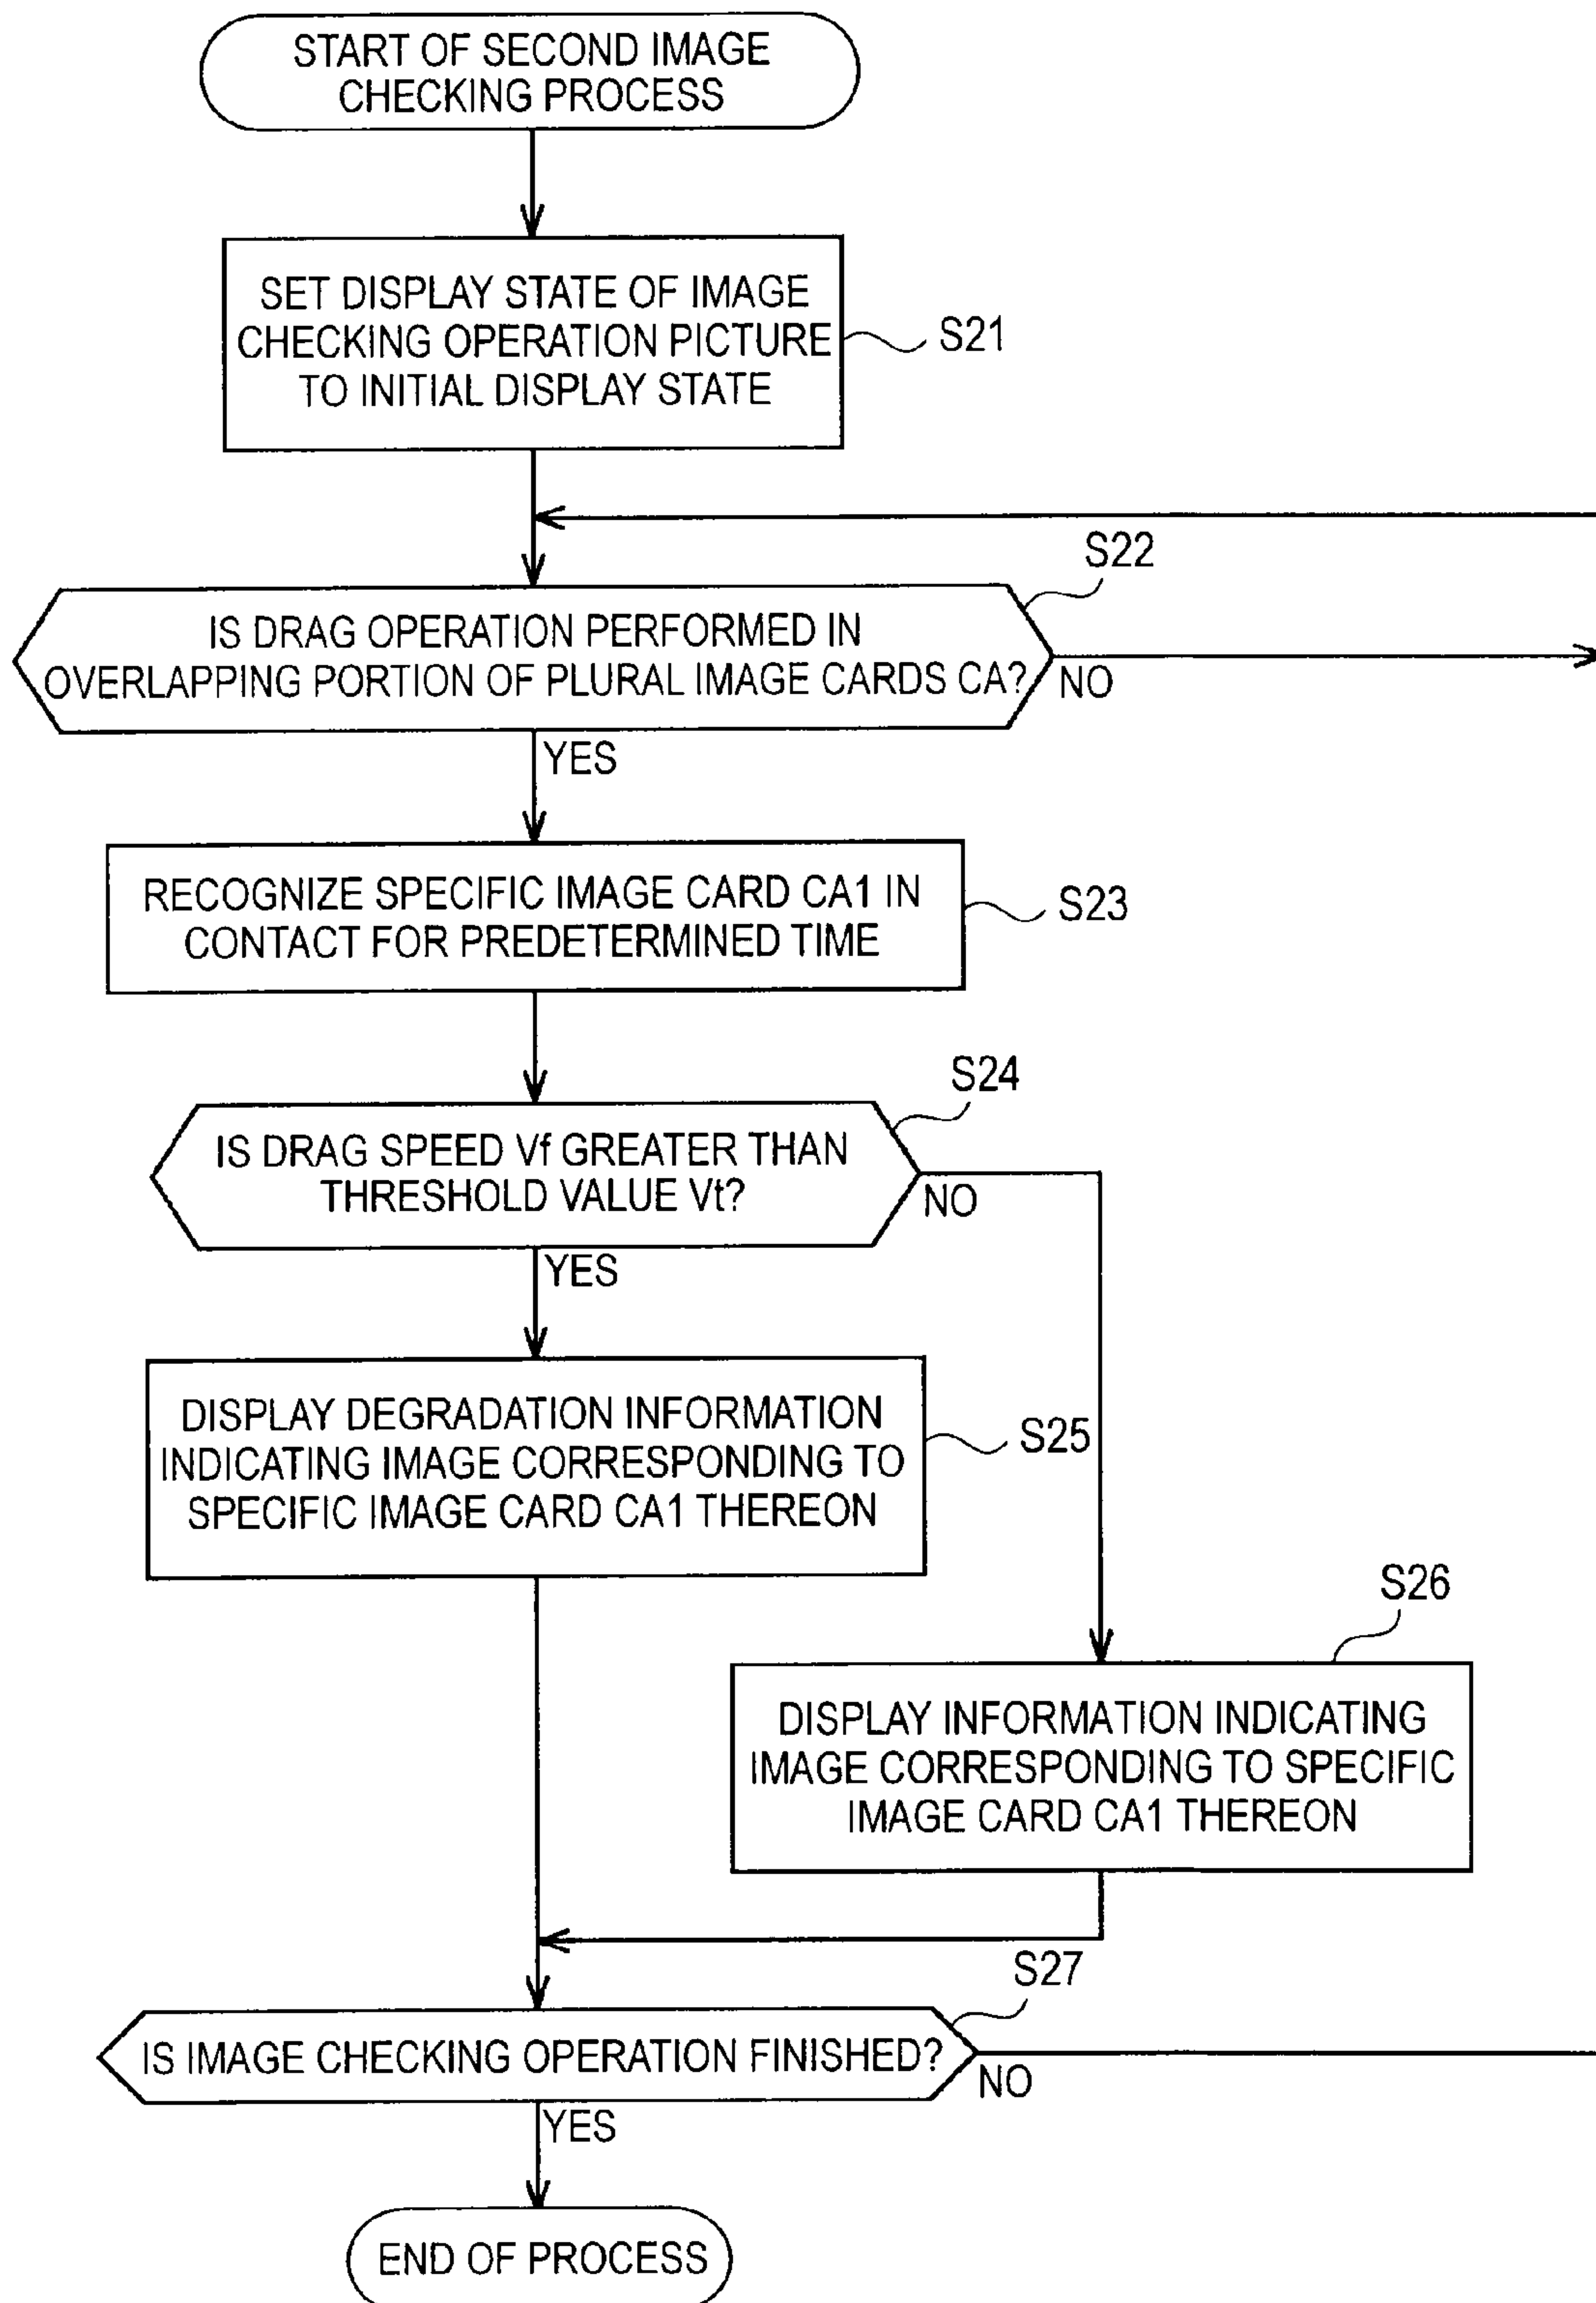 START OF SECOND IMAGE
CHECKING PROCESS
SET DISPLAY STATE OF IMAGE
CHECKING OPERATION PICTURE
TO INITIAL DISPLAY STATE
S21
S22
IS DRAG OPERATION PERFORMED IN
OVERLAPPING PORTION OF PLURAL IMAGE CARDS CA?
NO
YES
RECOGNIZE SPECIFIC IMAGE CARD CA1 IN
CONTACT FOR PREDETERMINED TIME
S23
S24
IS DRAG SPEED Vf GREATER THAN
THRESHOLD VALUE Vt?
NO
YES
DISPLAY DEGRADATION INFORMATION
INDICATING IMAGE CORRESPONDING TO
SPECIFIC IMAGE CARD CA1 THEREON
S25
S26
DISPLAY INFORMATION INDICATING
IMAGE CORRESPONDING TO SPECIFIC
IMAGE CARD CA1 THEREON
S27
IS IMAGE CHECKING OPERATION FINISHED?
NO
YES
END OF PROCESS